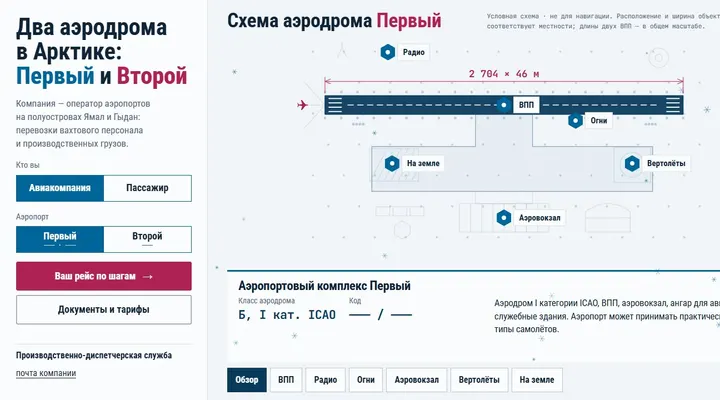 Два аэродрома
в Арктике:
Первый и Второй
Компания — оператор аэропортов
на полуостровах Ямал и Гыдан:
перевозки вахтового персонала
и производственных грузов.
Кто вы
Авиакомпания
Пассажир
Аэропорт
Первый
Второй
Ваш рейс по шагам →
Документы и тарифы
Производственно-диспетчерская служба
почта компании
Схема аэродрома Первый
Условная схема · не для навигации. Расположение и ширина объект
соответствуют местности; длины двух ВПП — в общем масштабе.
Радио
2 704 × 46 м
ВПП
Огни
На земле
Вертолёты
Аэровокзал
Аэропортовый комплекс Первый
Класс аэродрома
Б, I кат. ICAO
Код
—— / ——
Аэродром I категории ICAO, ВПП, аэровокзал, ангар для ави
служебные здания. Аэропорт может принимать практичес
типы самолётов.
Обзор
ВПП
Радио
Огни
Аэровокзал
Вертолёты
На земле